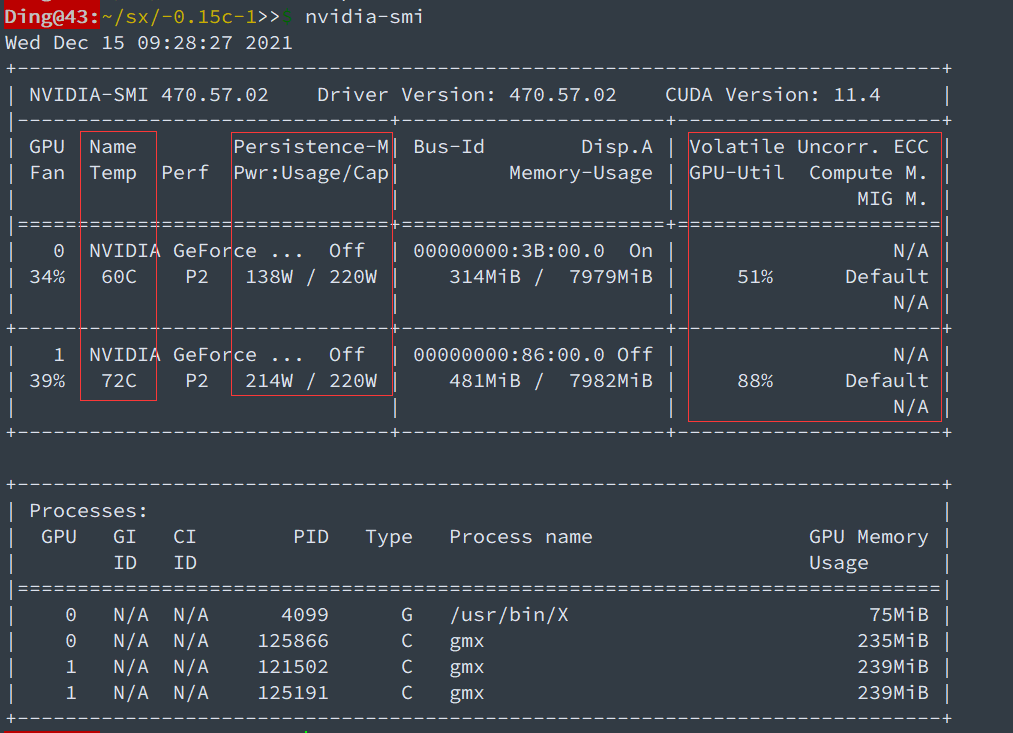 Ding@43:~/sx/-0.15c-1>>$ nvidia-smi
Wed Dec 15 09:28:27 2021
+-----------------------------------------------------------------------------+
| NVIDIA-SMI 470.57.02    Driver Version: 470.57.02    CUDA Version: 11.4     |
|-------------------------------+----------------------+----------------------+
| GPU  Name        Persistence-M| Bus-Id        Disp.A | Volatile Uncorr. ECC |
| Fan  Temp  Perf  Pwr:Usage/Cap|         Memory-Usage | GPU-Util  Compute M. |
|                               |                      |               MIG M. |
|===============================+======================+======================|
|   0  NVIDIA GeForce ...  Off  | 00000000:3B:00.0  On |                  N/A |
| 34%   60C    P2   138W / 220W |    314MiB /  7979MiB |     51%      Default |
|                               |                      |                  N/A |
+-------------------------------+----------------------+----------------------+
|   1  NVIDIA GeForce ...  Off  | 00000000:86:00.0 Off |                  N/A |
| 39%   72C    P2   214W / 220W |    481MiB /  7982MiB |     88%      Default |
|                               |                      |                  N/A |
+-------------------------------+----------------------+----------------------+

+-----------------------------------------------------------------------------+
| Processes:                                                                  |
|  GPU   GI   CI        PID   Type   Process name                  GPU Memory |
|        ID   ID                                                   Usage      |
|=============================================================================|
|    0   N/A  N/A      4099      G   /usr/bin/X                         75MiB |
|    0   N/A  N/A    125866      C   gmx                               235MiB |
|    1   N/A  N/A    121502      C   gmx                               239MiB |
|    1   N/A  N/A    125191      C   gmx                               239MiB |
+-----------------------------------------------------------------------------+